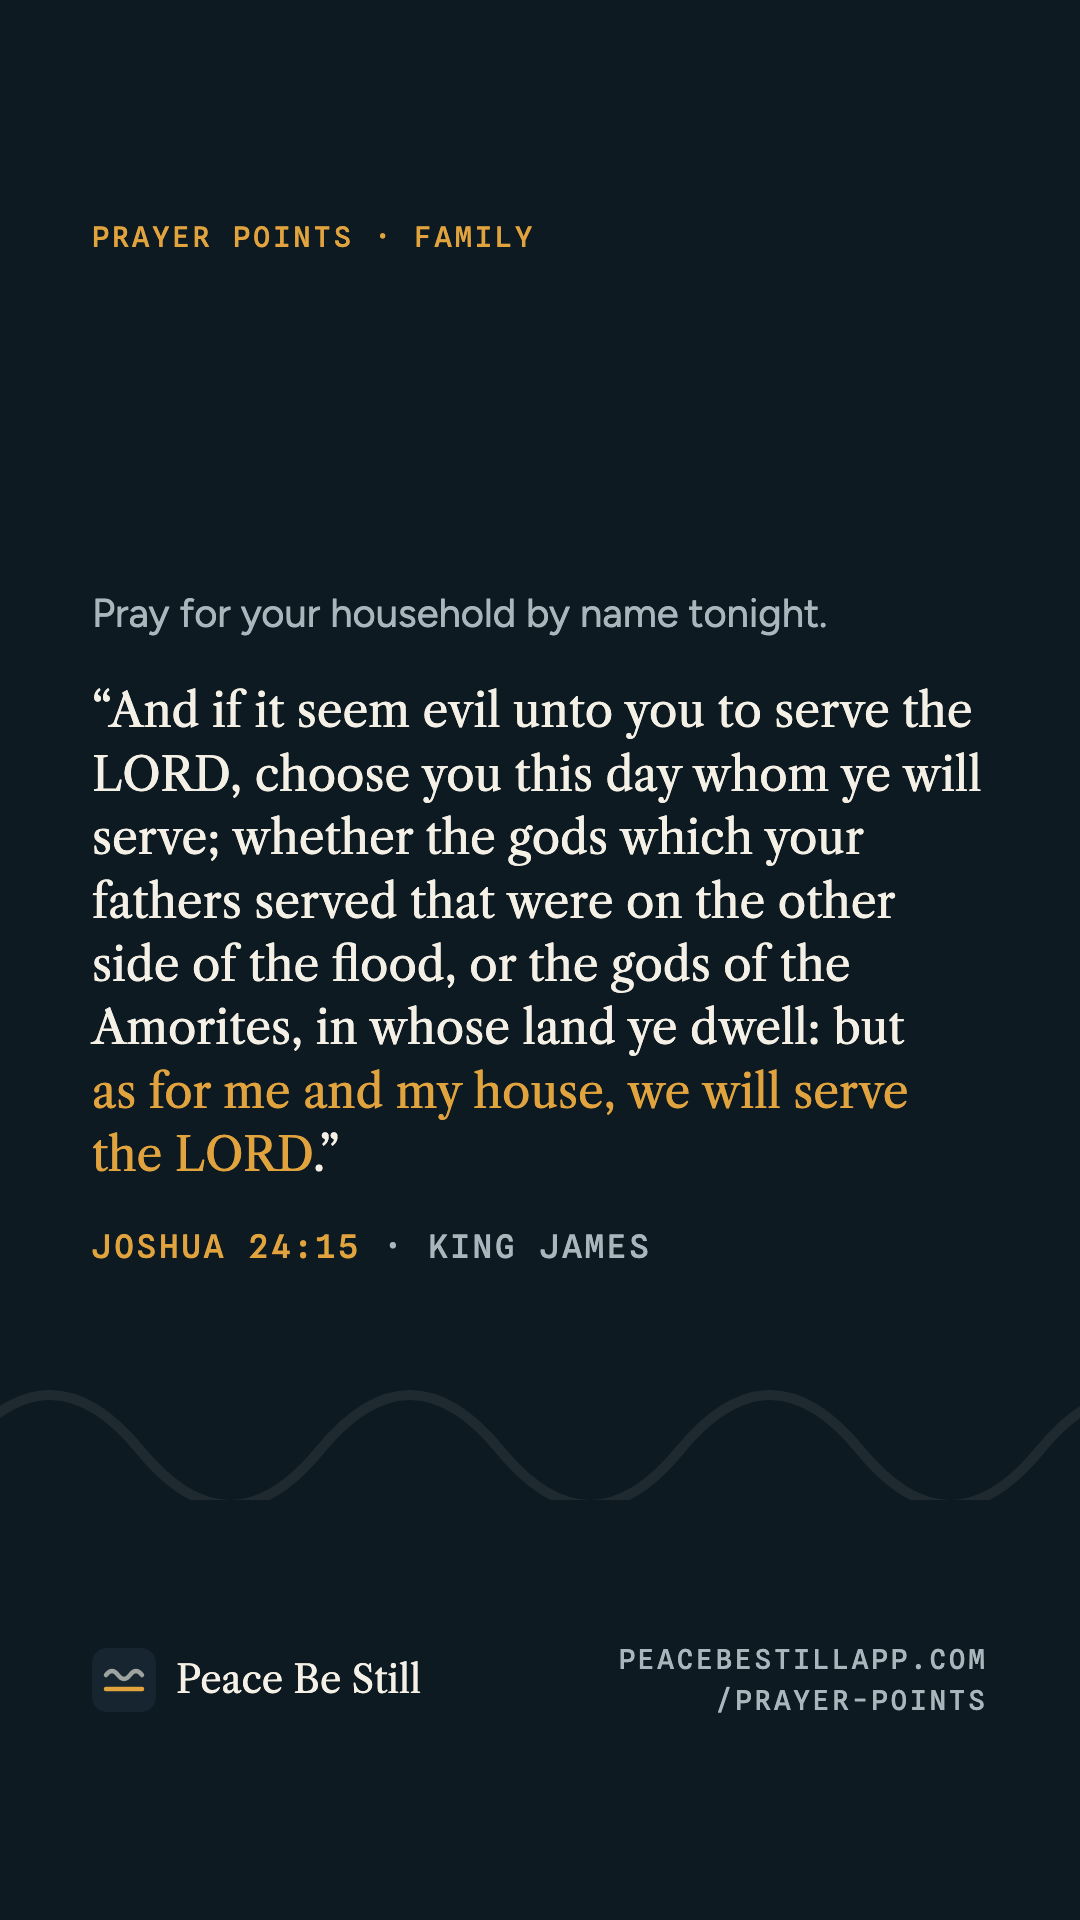 PRAYER POINTS · FAMILY
Pray for your household by name tonight.
“And if it seem evil unto you to serve the
LORD, choose you this day whom ye will
serve; whether the gods which your
fathers served that were on the other
side of the flood, or the gods of the
Amorites, in whose land ye dwell: but
as for me and my house, we will serve
the LORD.”
JOSHUA 24:15 · KING JAMES
Peace Be Still
PEACEBESTILLAPP.COM
/PRAYER-POINTS